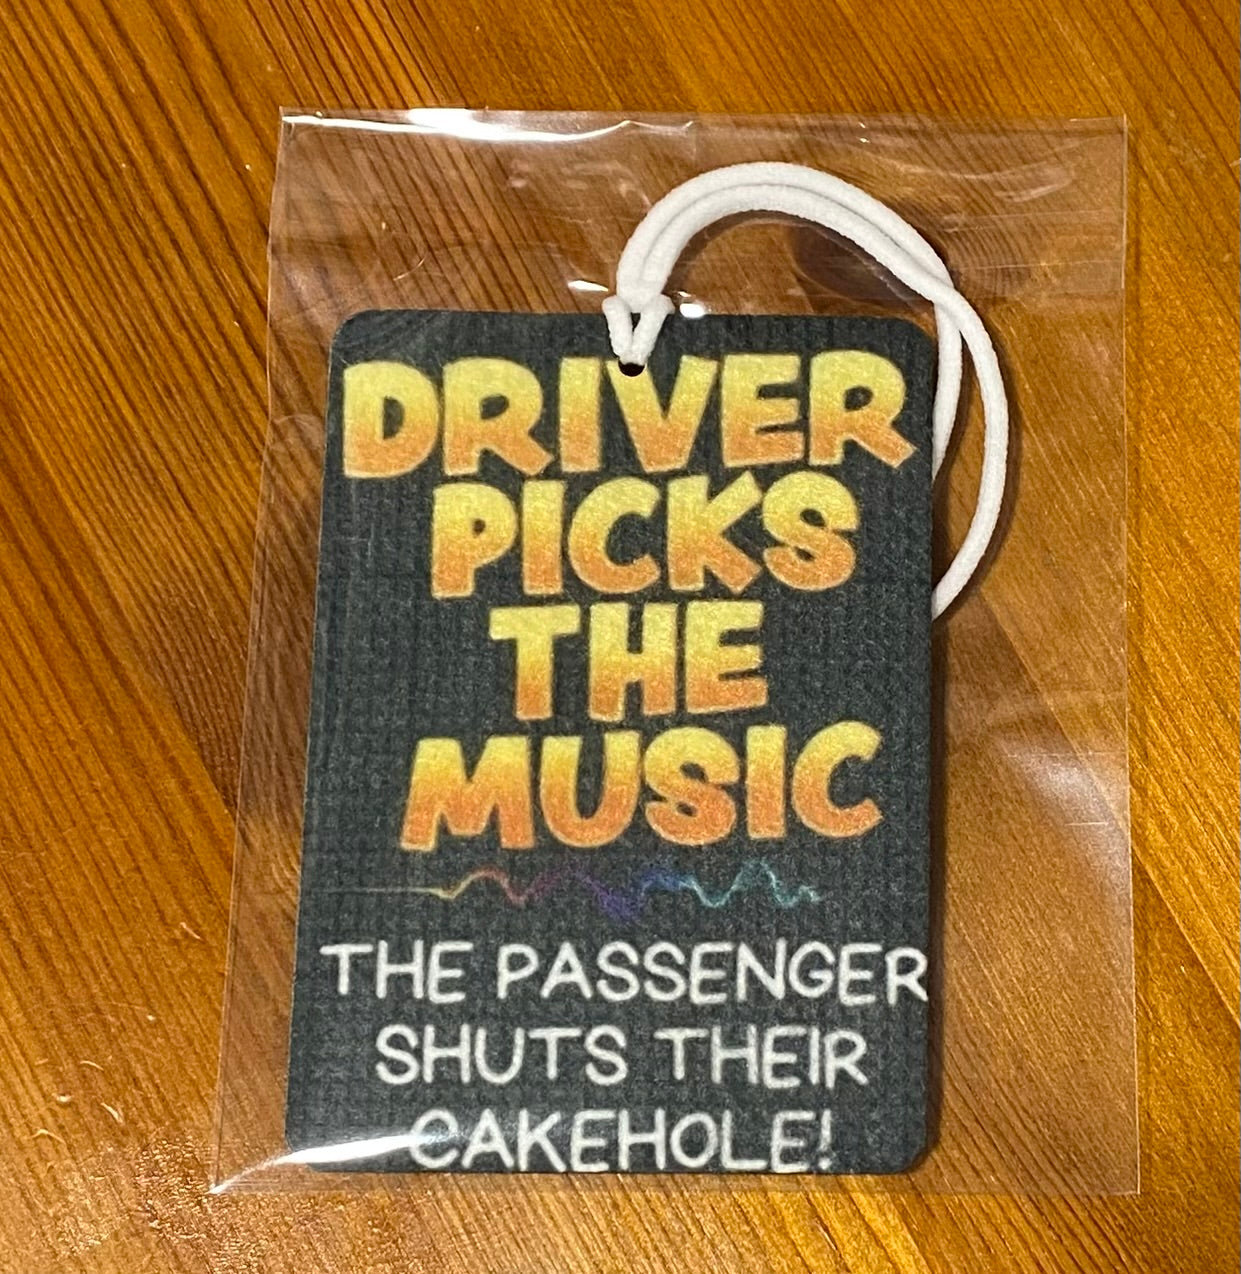 DRIVER
PICKS
THE
MUSIC
THE PASSENGER
SHUTS THEIR
CAKEHOLE!